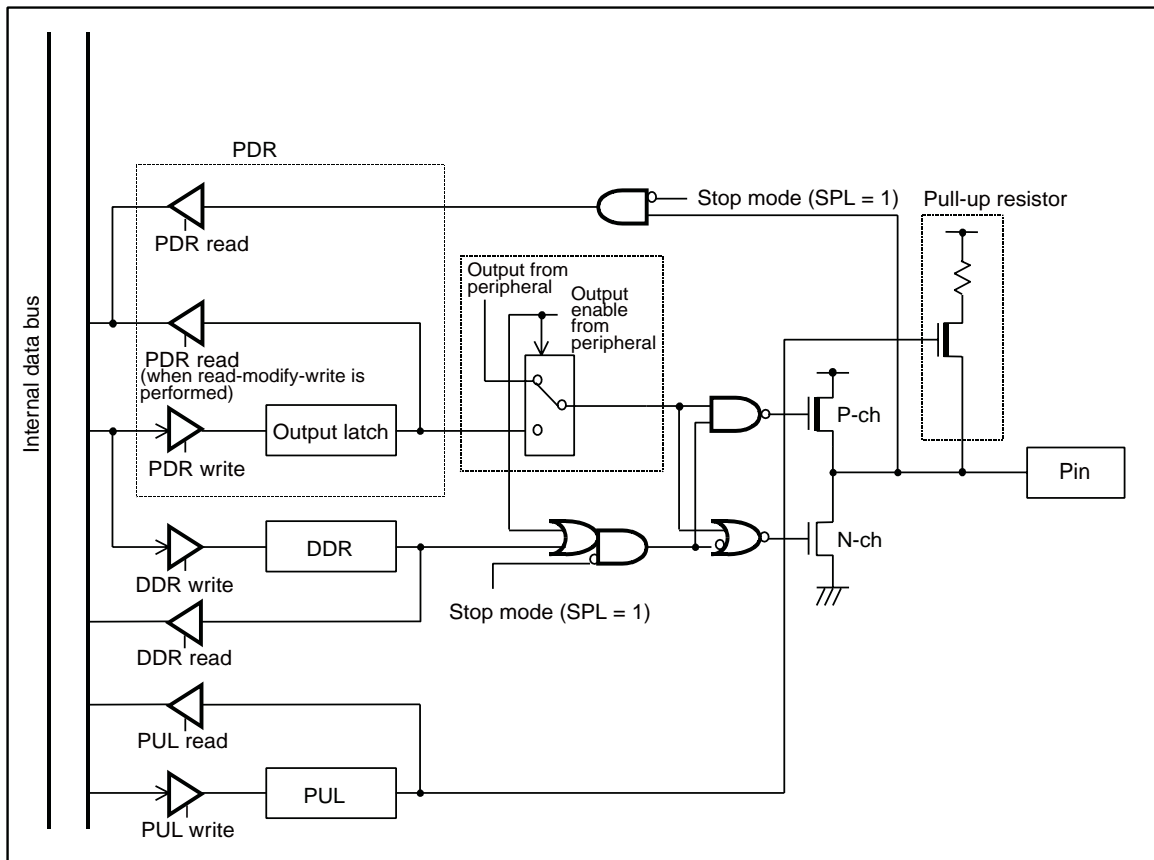 PDR
Stop mode (SPL = 1)
Pull-up resistor
PDR read
Output from
peripheral
Output
enable
from
peripheral
PDR read
(when read-modify-write is
performed)
Internal data bus
Output latch
P-ch
PDR write
Pin
DDR
N-ch
DDR write
Stop mode (SPL = 1)
DDR read
PUL read
PUL
PUL write